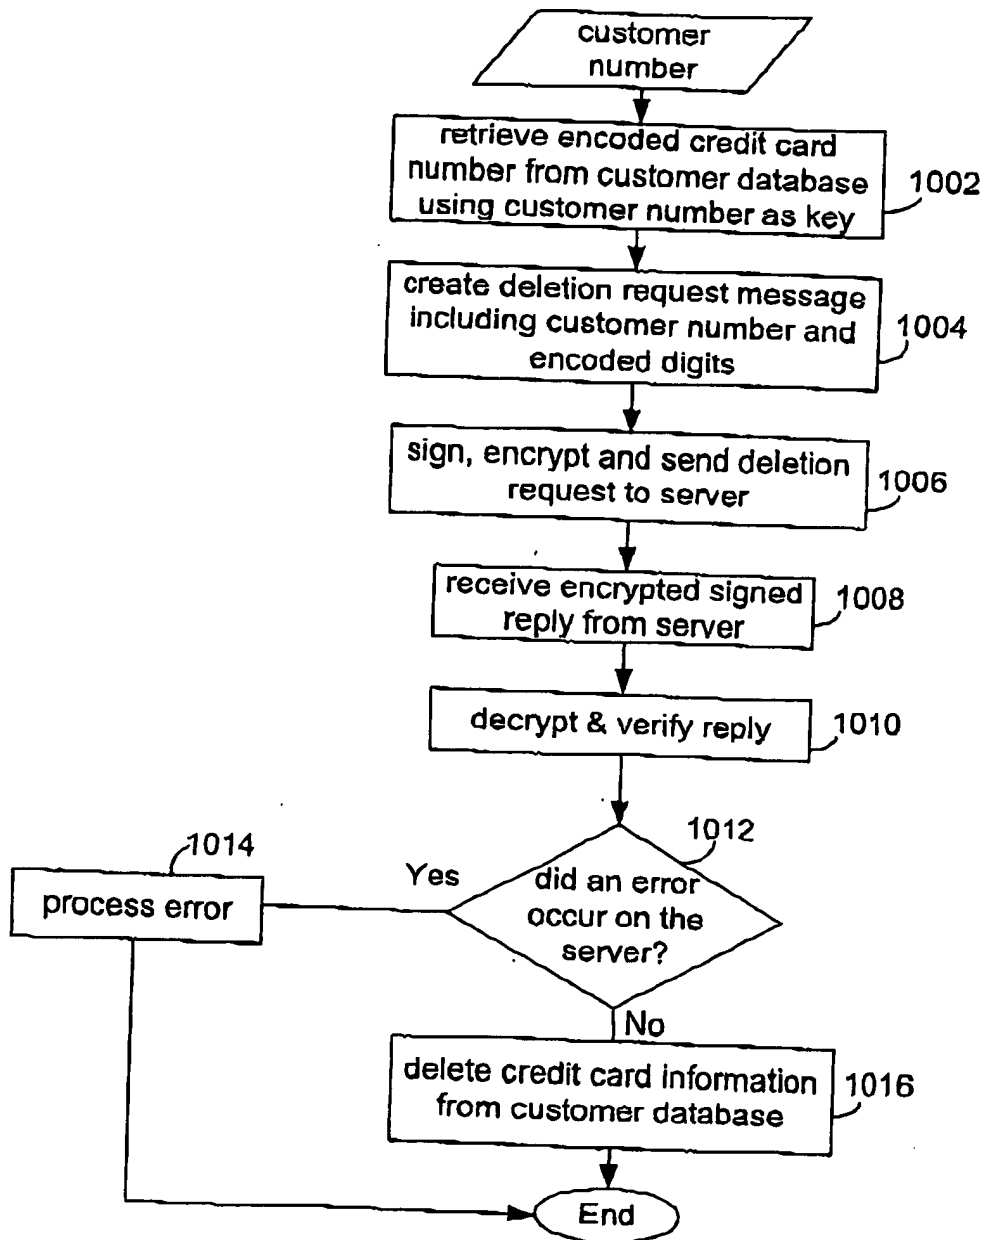 customer
number
retrieve encoded credit card
number from customer database
using customer number as key
1002
create deletion request message
including customer number and
encoded digits
1004
sign, encrypt and send deletion
request to server
1006
receive encrypted signed
reply from server
1008
decrypt & verify reply
1010
1012
did an error
occur on the
server?
Yes
1014
process error
No
delete credit card information
from customer database
1016
End